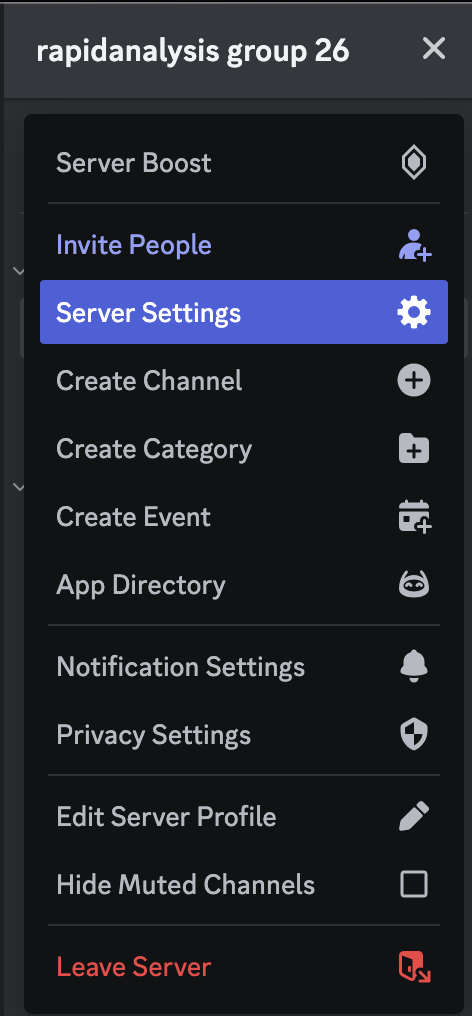 rapidanalysis group 26
Server Boost
Invite People
Server Settings
Create Channel
Create Category
Create Event
App Directory
Notification Settings
Privacy Settings
Edit Server Profile
Hide Muted Channels
Leave Server